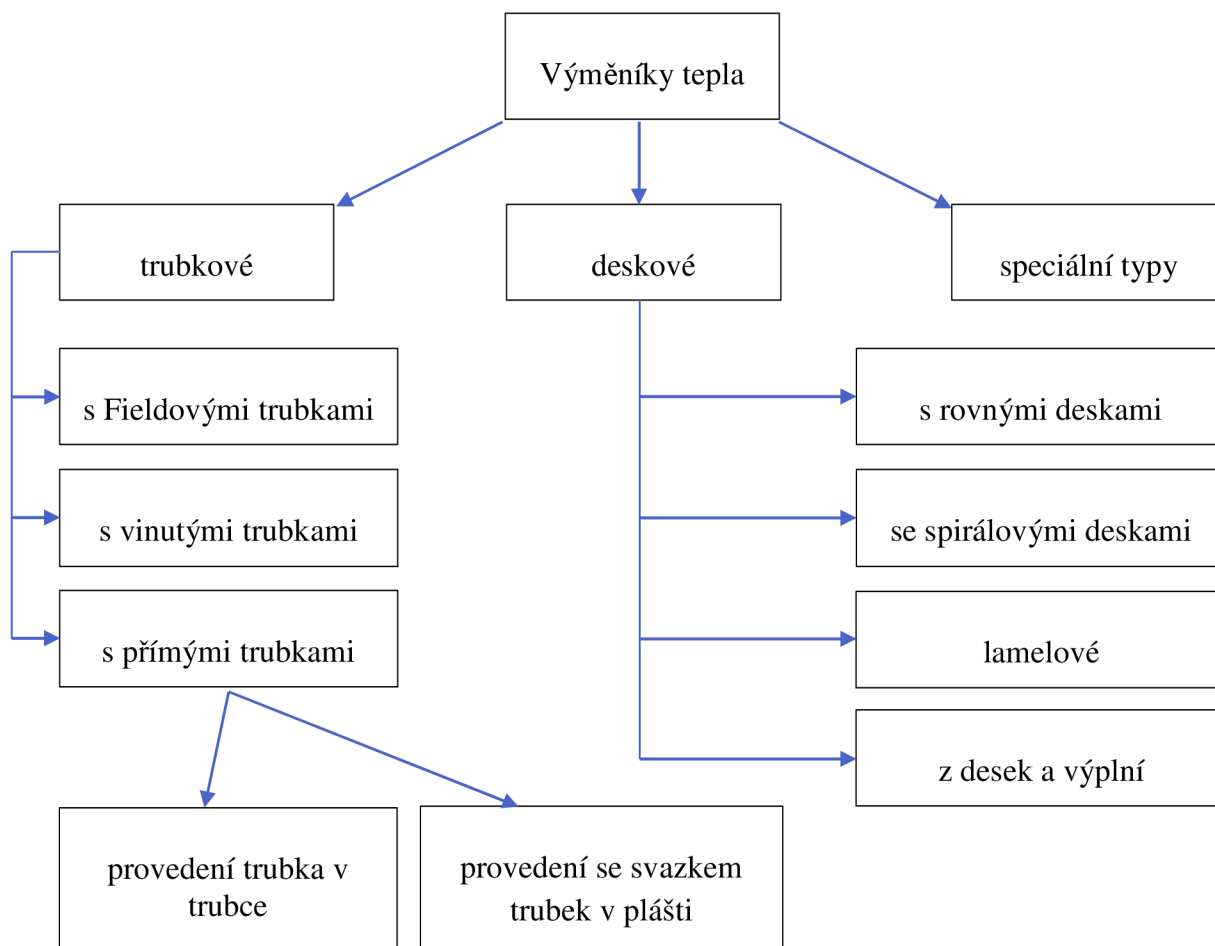 Výměníky tepla
trubkové
deskové
speciální typy
s Fieldovými trubkami
s rovnými deskami
s vinutými trubkami
se spirálovými deskami
s přímými trubkami
lamelové
z desek a výplní
provedení trubka v
trubce
provedení se svazkem
trubek v plášti